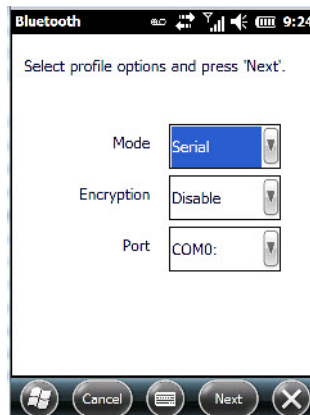 Bluetooth 9:24
Select profile options and press 'Next'.
Mode Serial
Encryption Disable
Port COM0:
Cancel Next